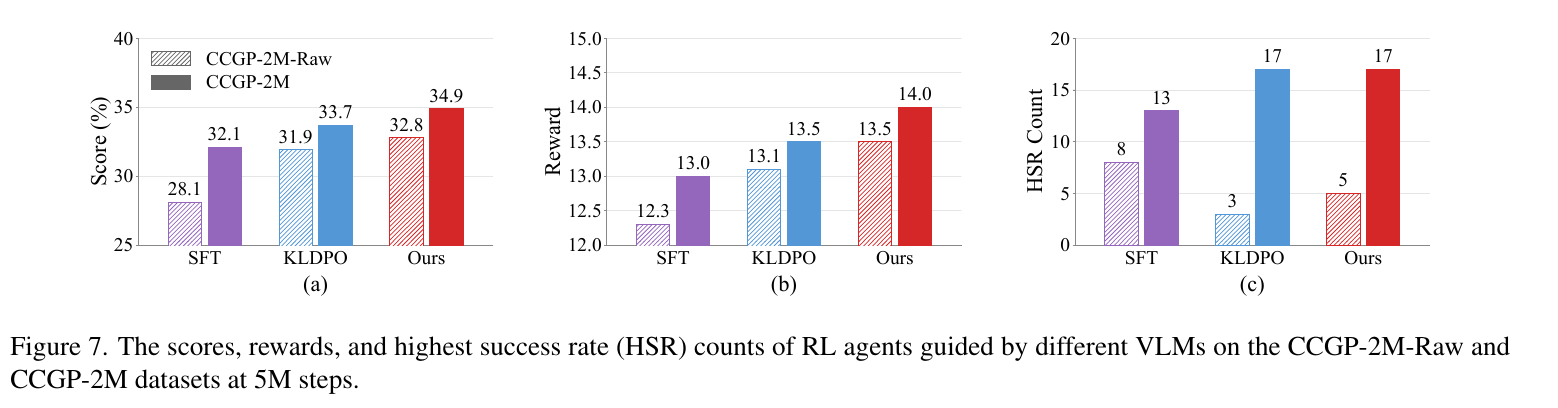 40
35
30
25
Score (%)
CCGP-2M-Raw
CCGP-2M
28.1
32.1
31.9
33.7
32.8
34.9
SFT
KLDPO
Ours
(a)
15.0
14.5
14.0
13.5
13.0
12.5
12.0
Reward
12.3
13.0
13.1
13.5
13.5
14.0
SFT
KLDPO
Ours
(b)
20
15
10
5
0
HSR Count
8
13
3
17
5
17
SFT
KLDPO
Ours
(c)
Figure 7. The scores, rewards, and highest success rate (HSR) counts of RL agents guided by different VLMs on the CCGP-2M-Raw and
CCGP-2M datasets at 5M steps.